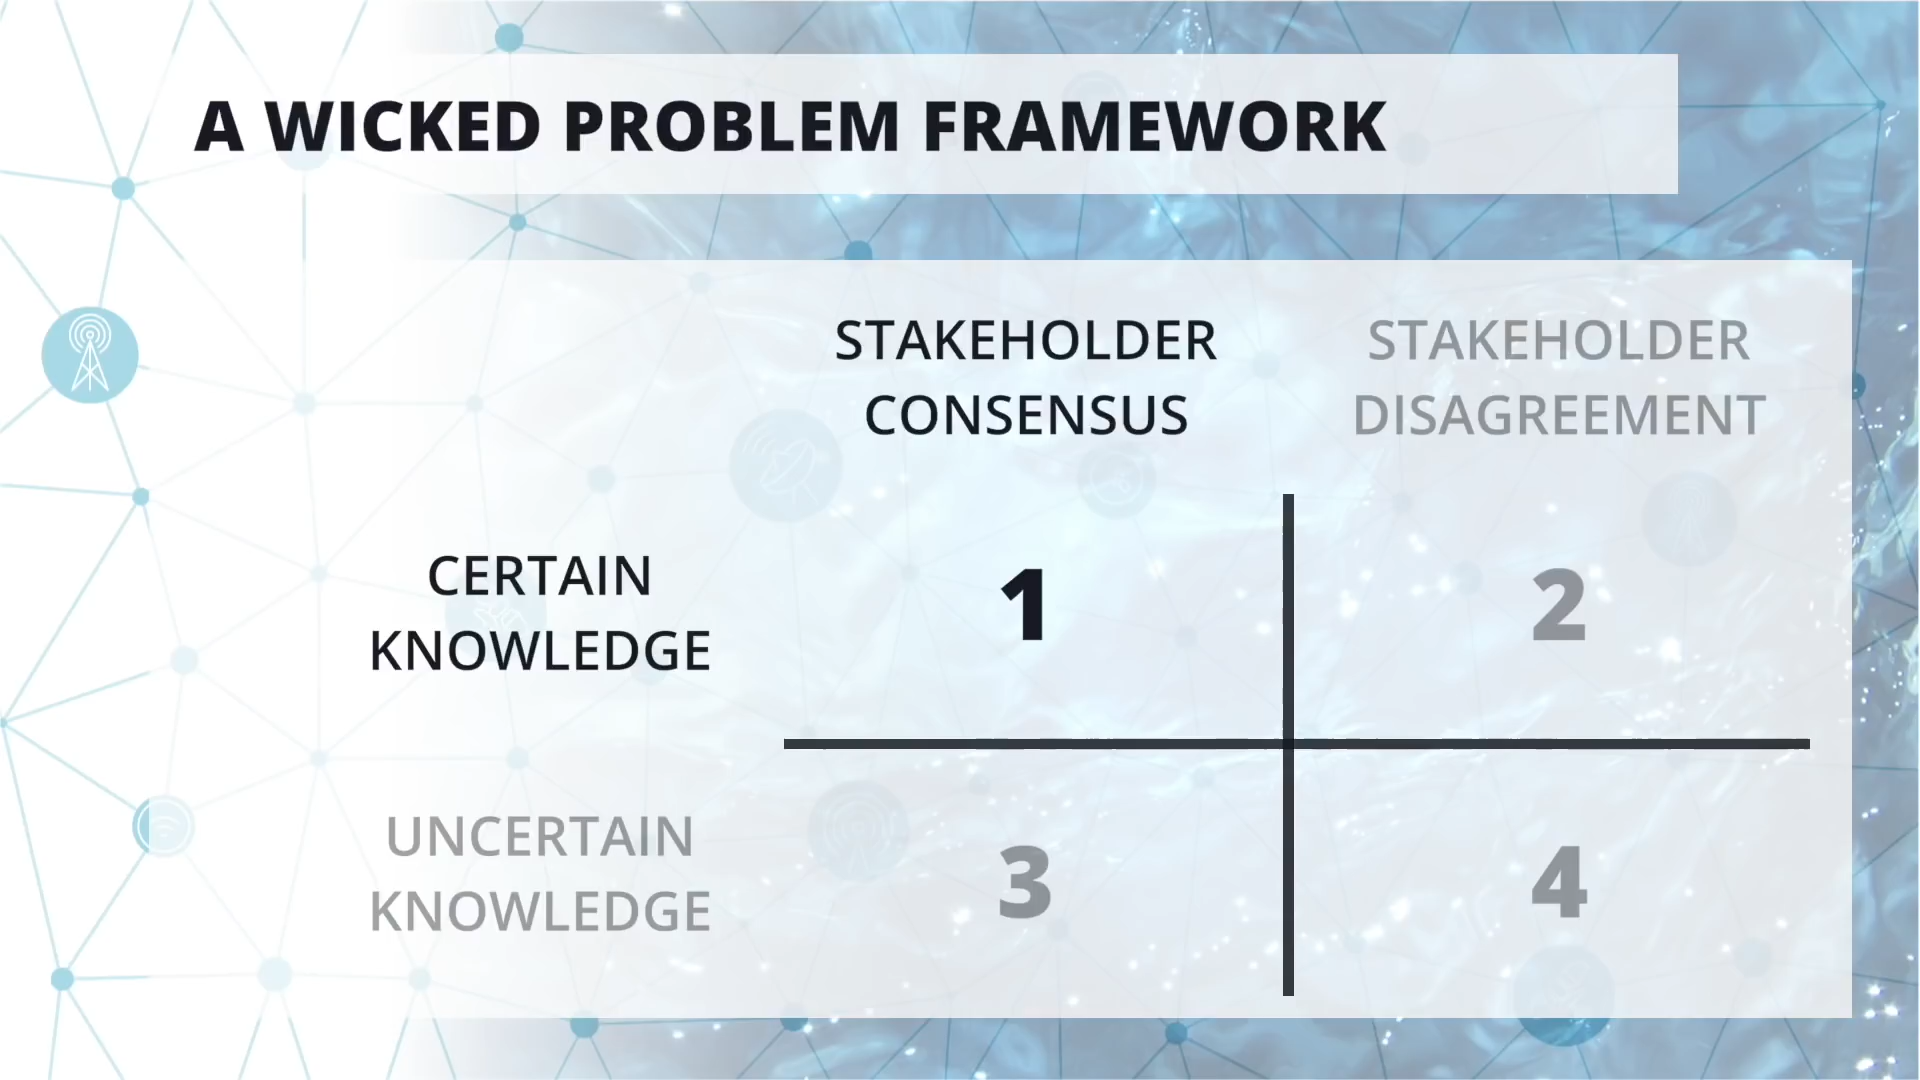 A WICKED PROBLEM FRAMEWORK
STAKEHOLDER
CONSENSUS
STAKEHOLDER
DISAGREEMENT
CERTAIN
KNOWLEDGE
1
2
UNCERTAIN
KNOWLEDGE
3
4